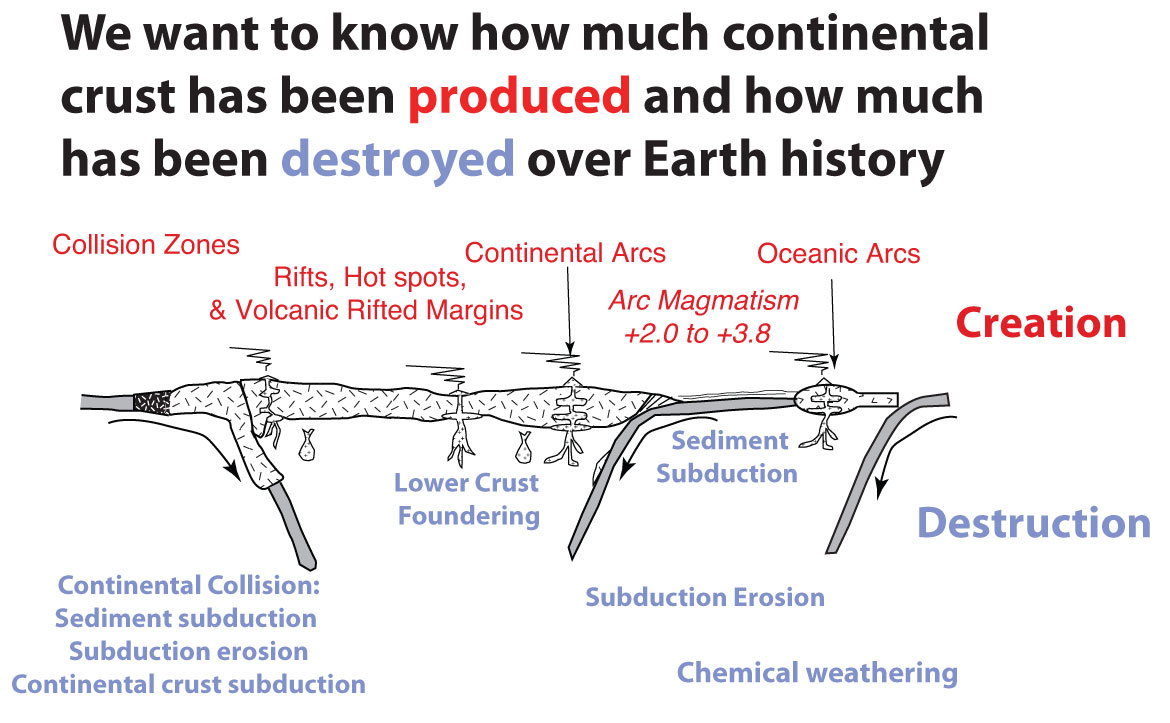 We want to know how much continental
crust has been produced and how much
has been destroyed over Earth history
Collision Zones
Rifts, Hot spots,
& Volcanic Rifted Margins
Continental Arcs
Arc Magmatism
+2.0 to +3.8
Oceanic Arcs
Creation
Lower Crust
Foundering
Sediment
Subduction
Destruction
Continental Collision:
Sediment subduction
Subduction erosion
Continental crust subduction
Subduction Erosion
Chemical weathering